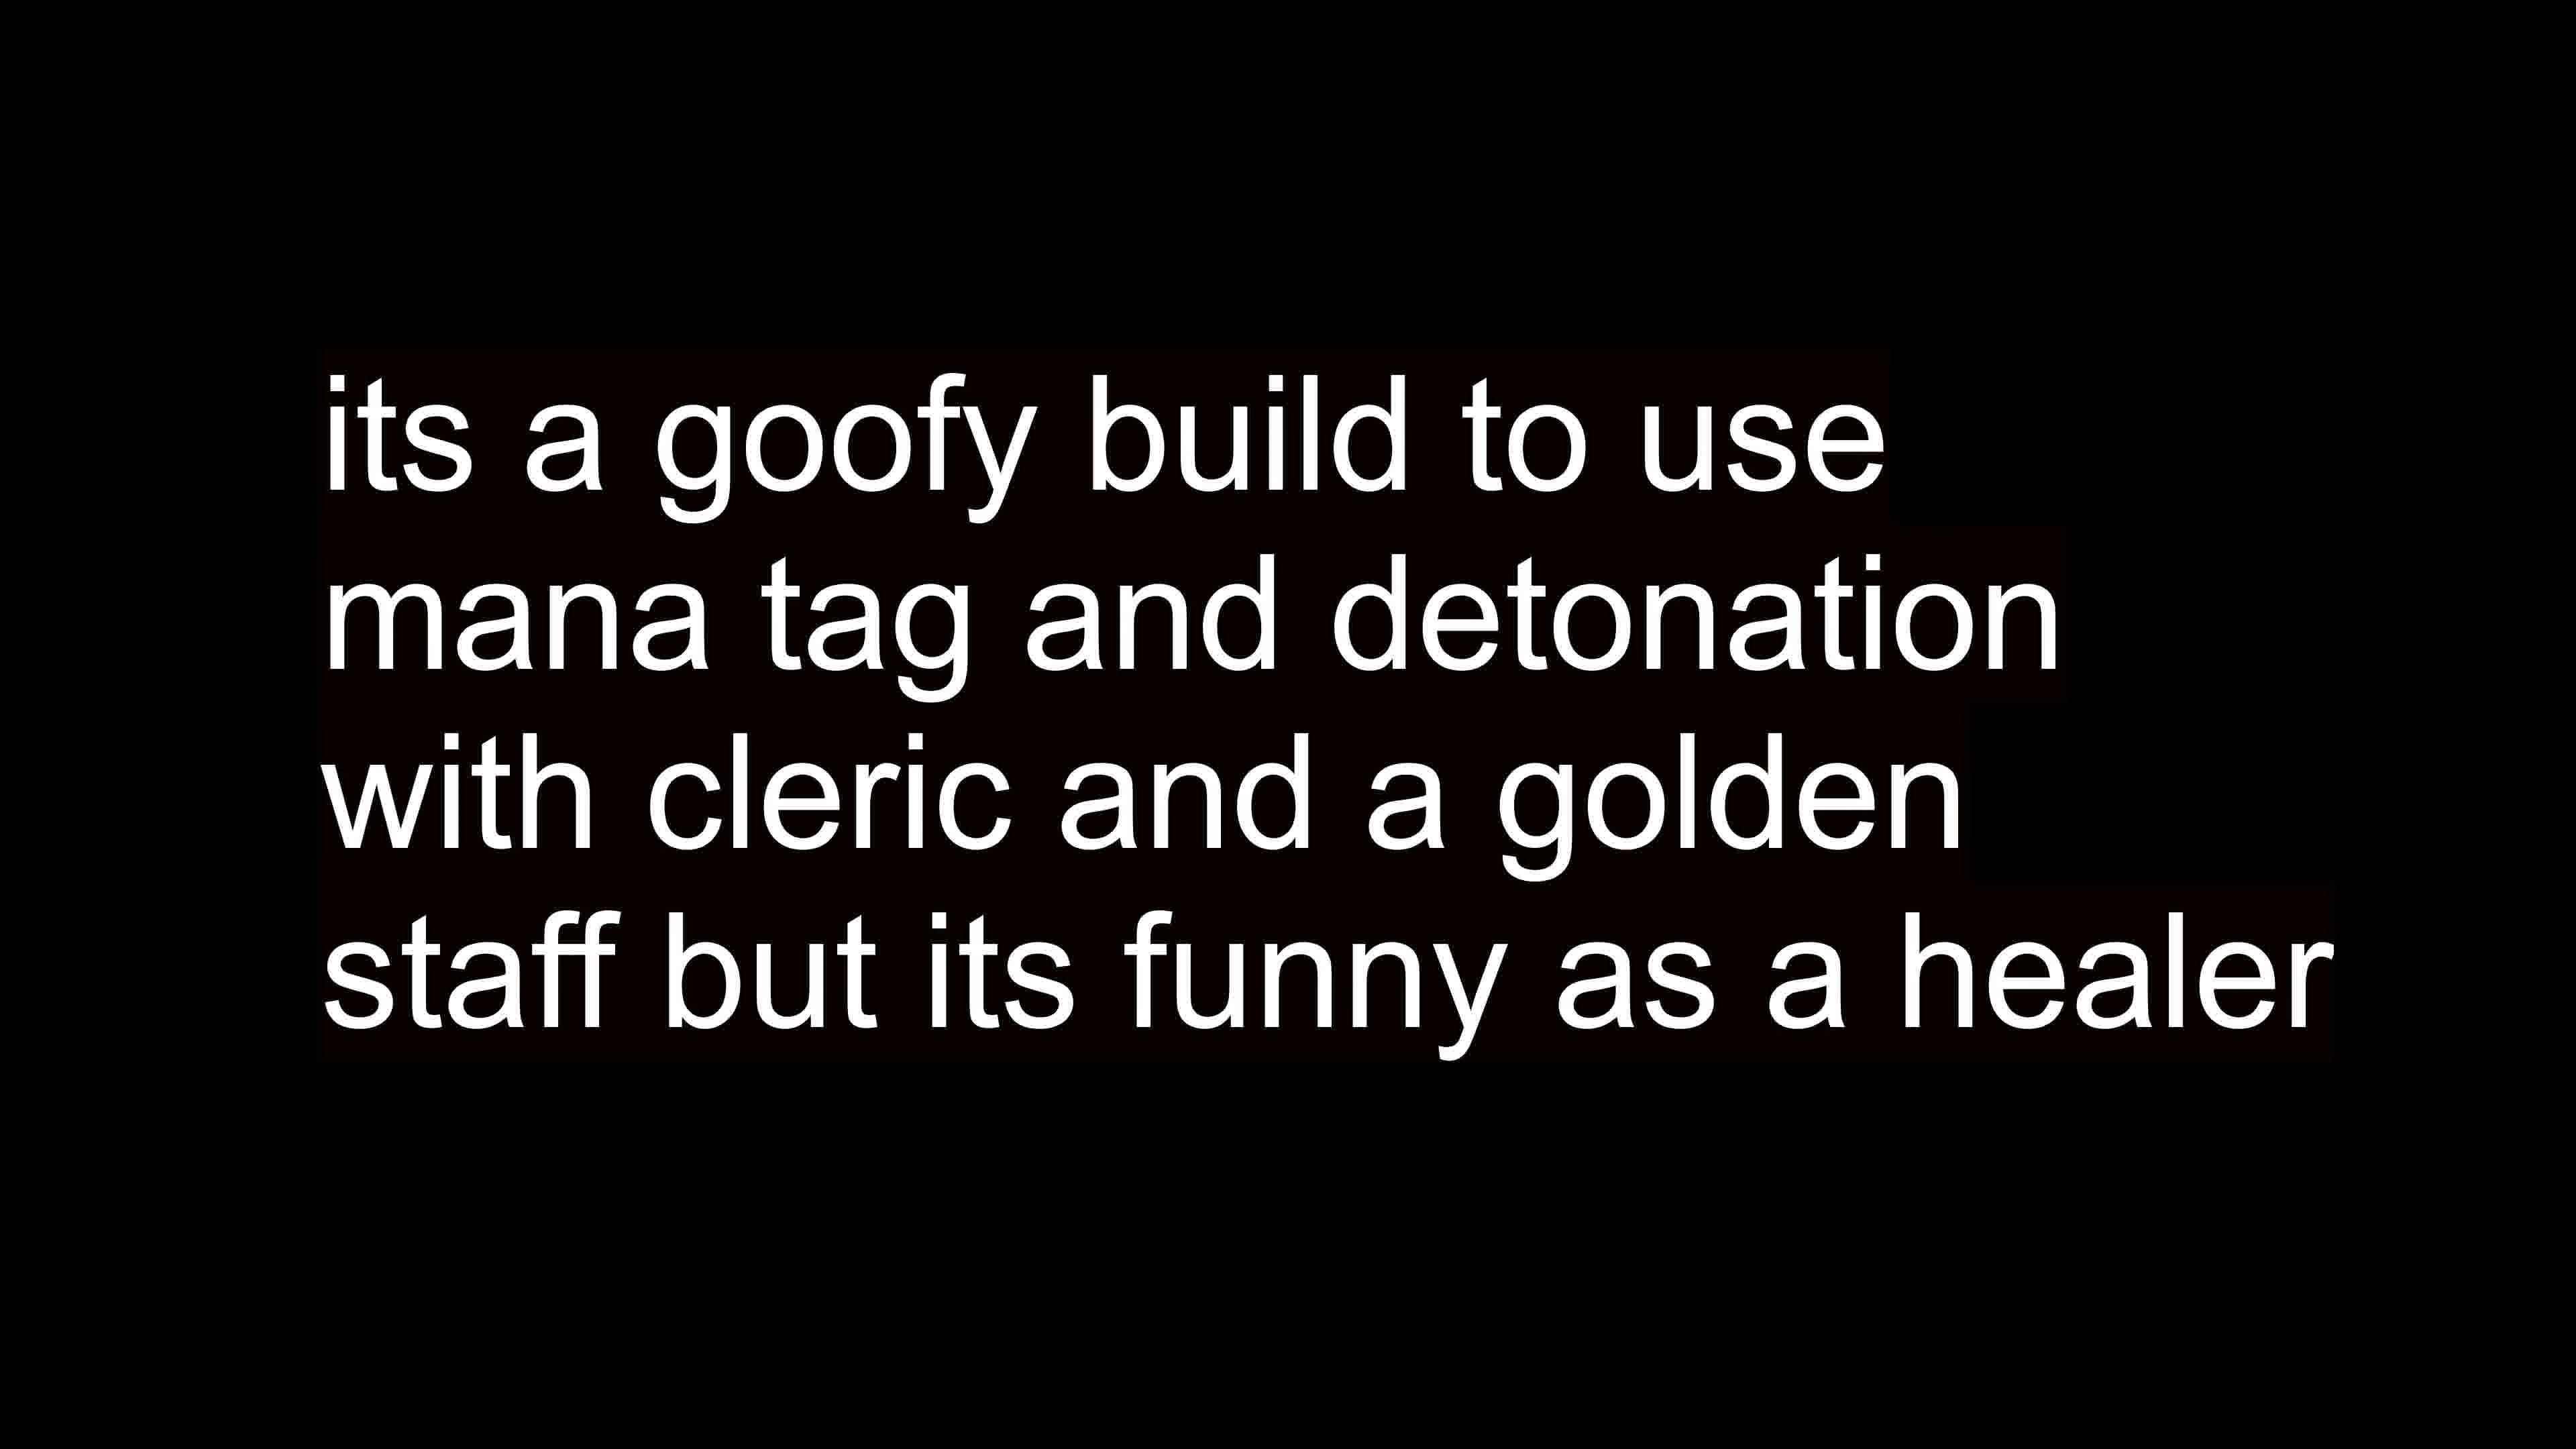 its a goofy build to use
mana tag and detonation
with cleric and a golden
staff but its funny as a healer